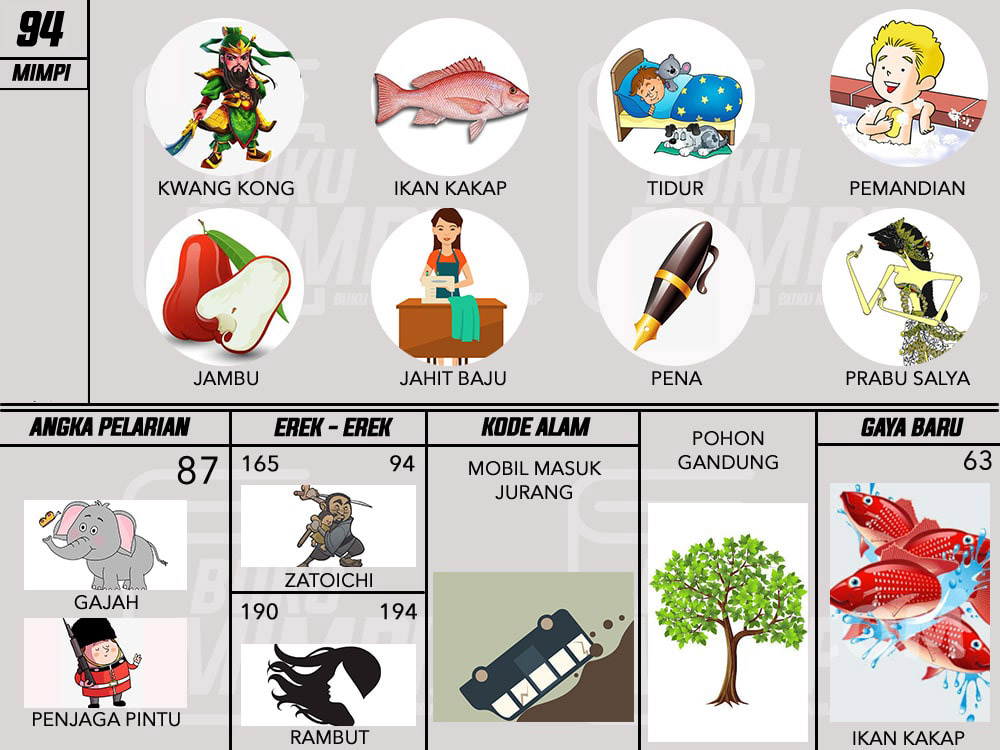 94
MIMPI
KWANG KONG
IKAN KAKAP
TIDUR
PEMANDIAN
JAMBU
JAHIT BAJU
PENA
PRABU SALYA
ANGKA PELARIAN
87
GAJAH
PENJAGA PINTU
EREK - EREK
165 94
ZATOICHI
190 194
RAMBUT
KODE ALAM
MOBIL MASUK
JURANG
POHON
GANDUNG
GAYA BARU
63
IKAN KAKAP